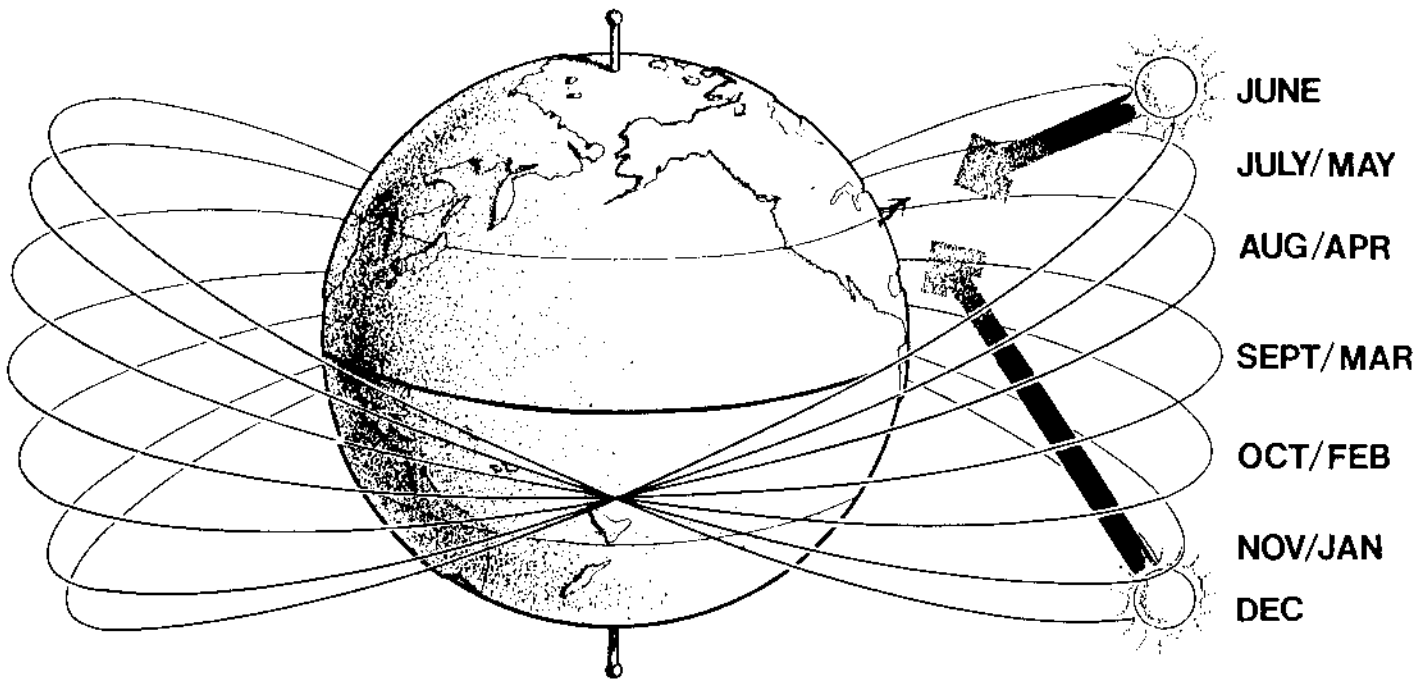 JUNE
JULY/MAY
AUG/APR
SEPT/MAR
OCT/FEB
NOV/JAN
DEC